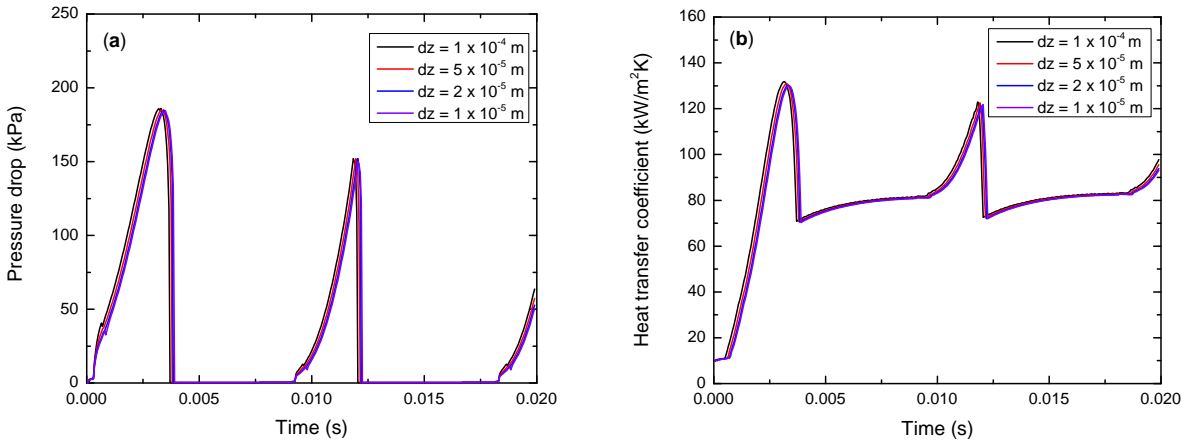 (a)
dz = 1 x 10⁻⁴ m
dz = 5 x 10⁻⁵ m
dz = 2 x 10⁻⁵ m
dz = 1 x 10⁻⁵ m
Pressure drop (kPa)
250
200
150
100
50
0
0.000
0.005
0.010
0.015
0.020
Time (s)
(b)
dz = 1 x 10⁻⁴ m
dz = 5 x 10⁻⁵ m
dz = 2 x 10⁻⁵ m
dz = 1 x 10⁻⁵ m
Heat transfer coefficient (kW/m²K)
160
140
120
100
80
60
40
20
0
0.000
0.005
0.010
0.015
0.020
Time (s)